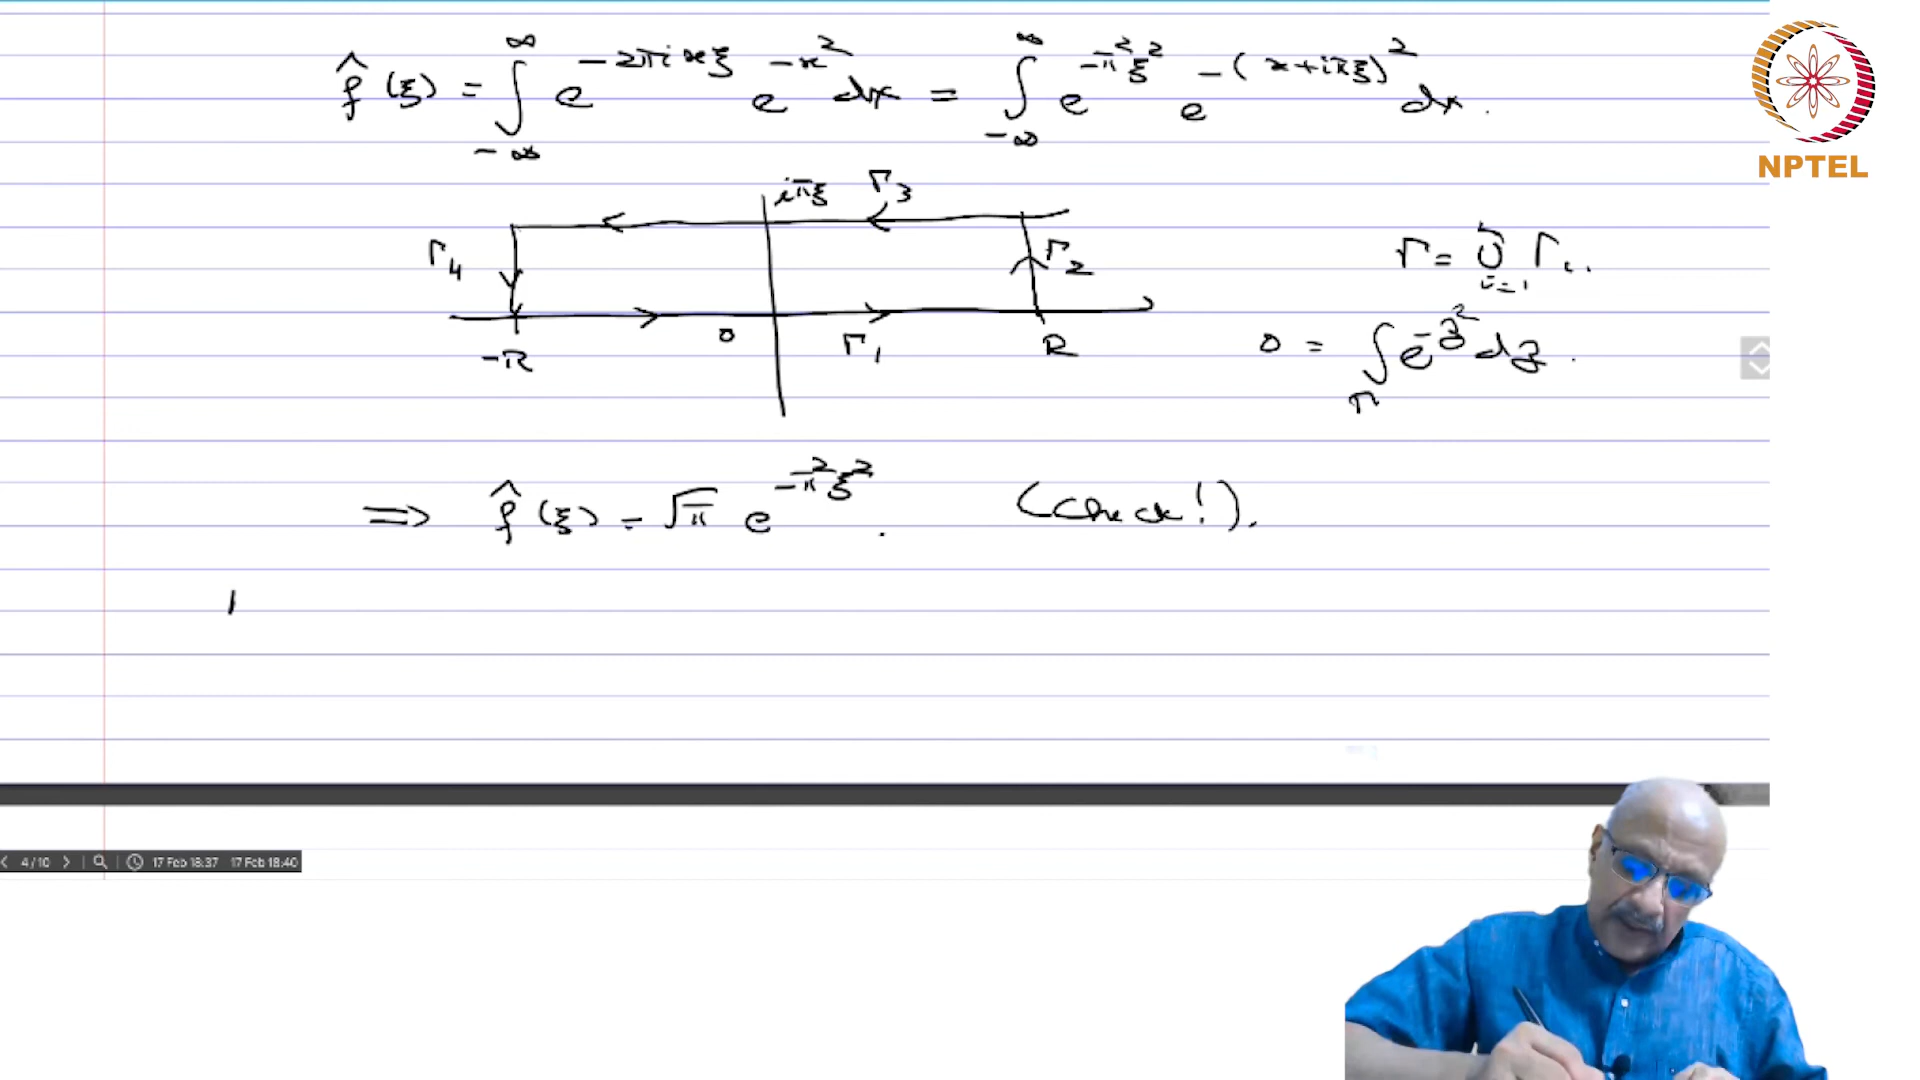 f̂(ξ) = ∫_{-∞}^{∞} e^{-2πixξ} e^{-x²} dx = ∫_{-∞}^{∞} e^{-π²ξ²} e^{-(x+iπξ)²} dx.
NPTEL
iπξ Γ₃
Γ₄ Γ₂ Γ = ∪_{i=1} Γᵢ.
-R 0 Γ₁ R 0 = ∫_Γ e^{-z²} dz.
⇒ f̂(ξ) = √π e^{-π²ξ²}. (Check!).
4/10 17 Feb 18:37 17 Feb 18:40